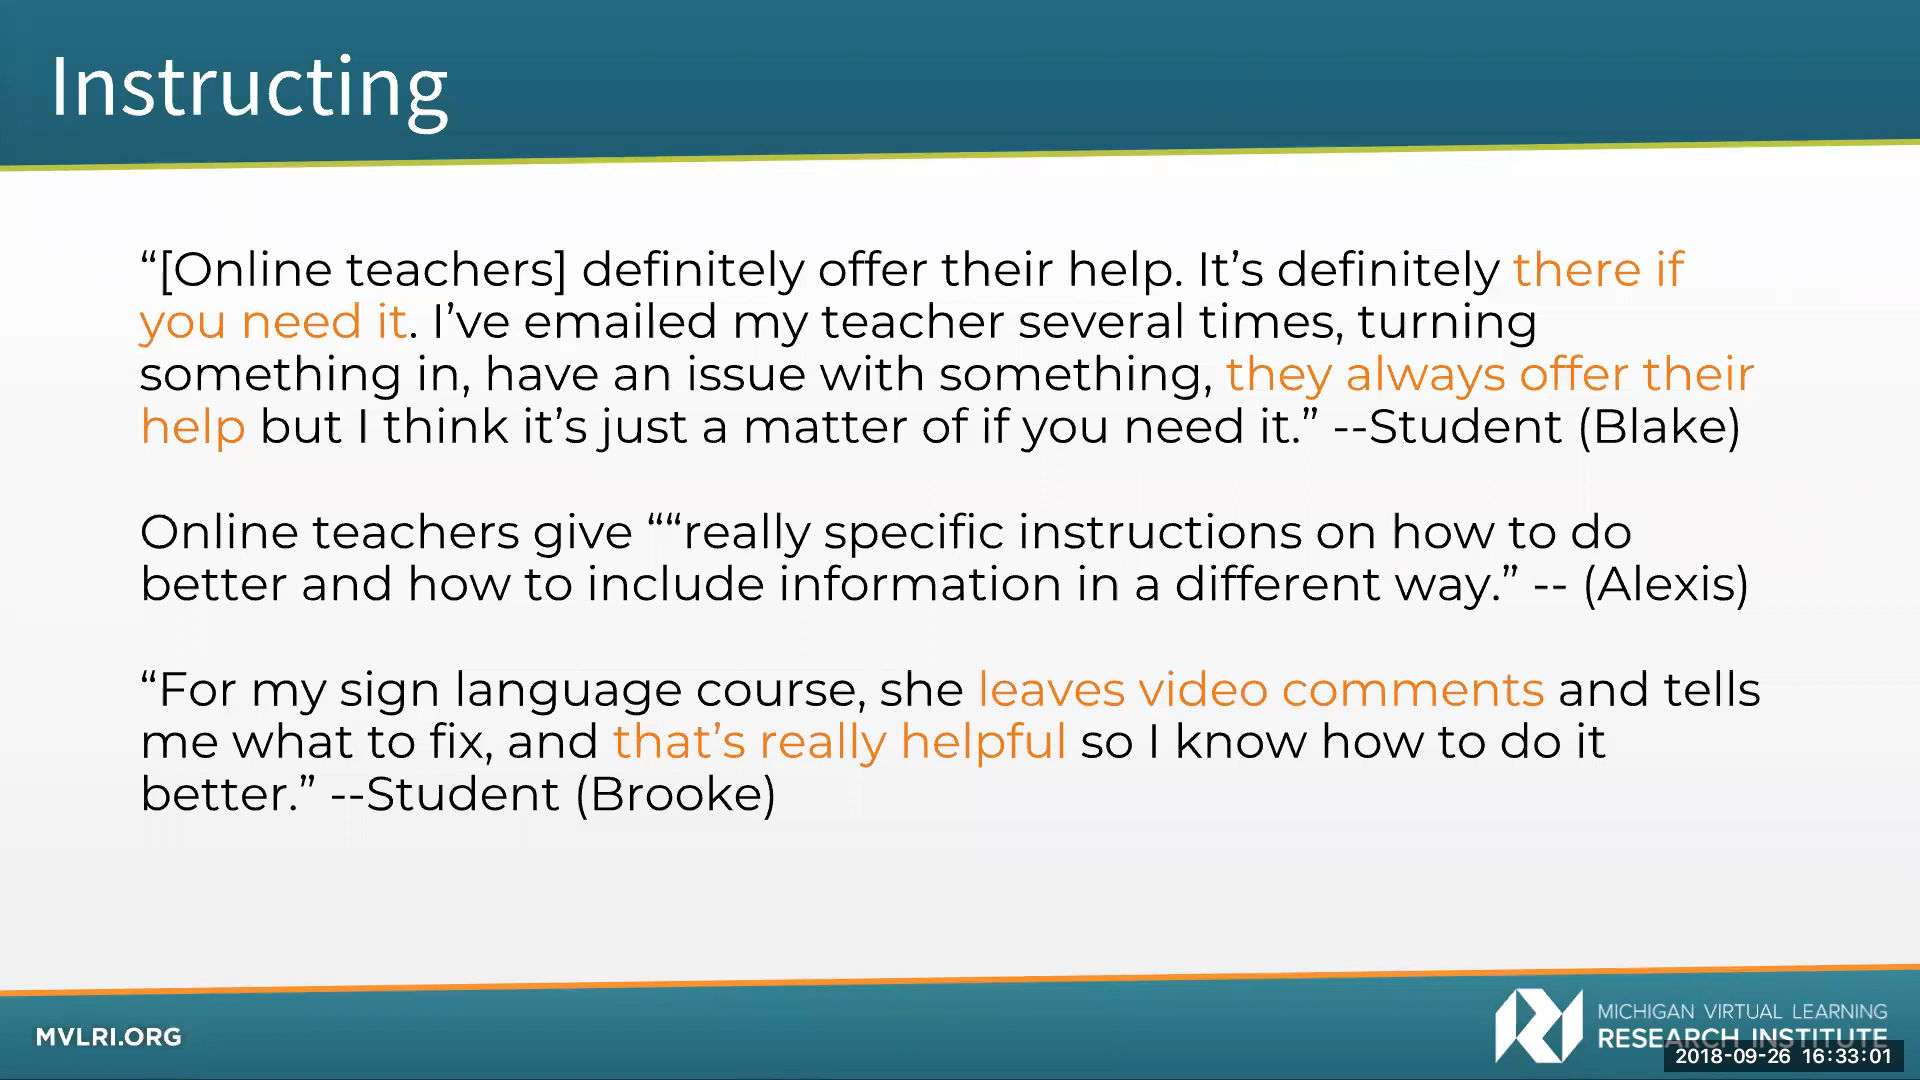 Instructing
“[Online teachers] definitely offer their help. It’s definitely there if
you need it. I’ve emailed my teacher several times, turning
something in, have an issue with something, they always offer their
help but I think it’s just a matter of if you need it.” --Student (Blake)
Online teachers give ““really specific instructions on how to do
better and how to include information in a different way.” -- (Alexis)
“For my sign language course, she leaves video comments and tells
me what to fix, and that’s really helpful so I know how to do it
better.” --Student (Brooke)
MVLRI.ORG
MICHIGAN VIRTUAL LEARNING
RESEARCH INSTITUTE
2018-09-26 16:33:01